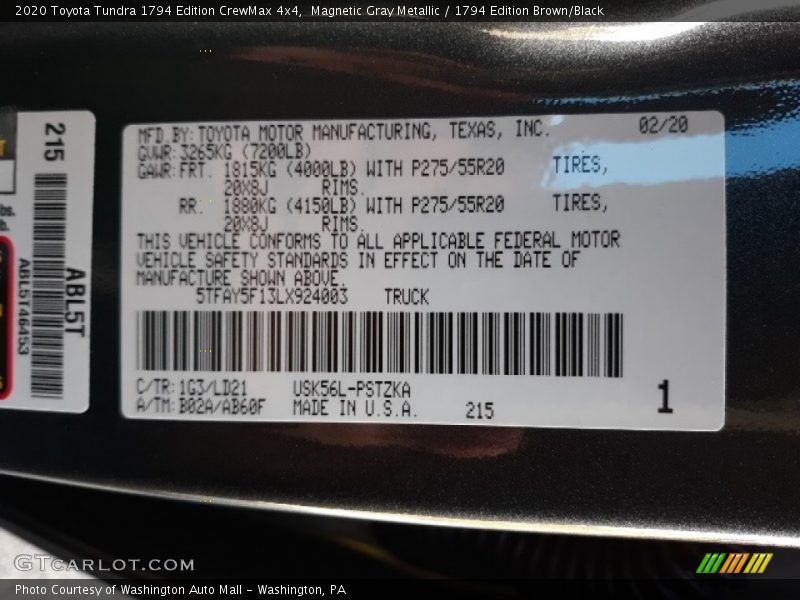 2020 Toyota Tundra 1794 Edition CrewMax 4x4,  Magnetic Gray Metallic / 1794 Edition Brown/Black
215
ABL5T
ABL5T46453
MFD.BY:TOYOTA MOTOR MANUFACTURING, TEXAS, INC. 02/20
GVWR:3265KG (7200LB)
GAWR:FRT. 1815KG (4000LB) WITH P275/55R20 TIRES,
20X8J RIMS.
RR. 1880KG (4150LB) WITH P275/55R20 TIRES,
20X8J RIMS.
THIS VEHICLE CONFORMS TO ALL APPLICABLE FEDERAL MOTOR
VEHICLE SAFETY STANDARDS IN EFFECT ON THE DATE OF
MANUFACTURE SHOWN ABOVE.
5TFAY5F13LX924003 TRUCK
C/TR:1G3/LD21 USK56L-PSTZKA
A/TM:B02A/AB60F MADE IN U.S.A. 215 1
GTCARLOT.COM
Photo Courtesy of Washington Auto Mall - Washington, PA